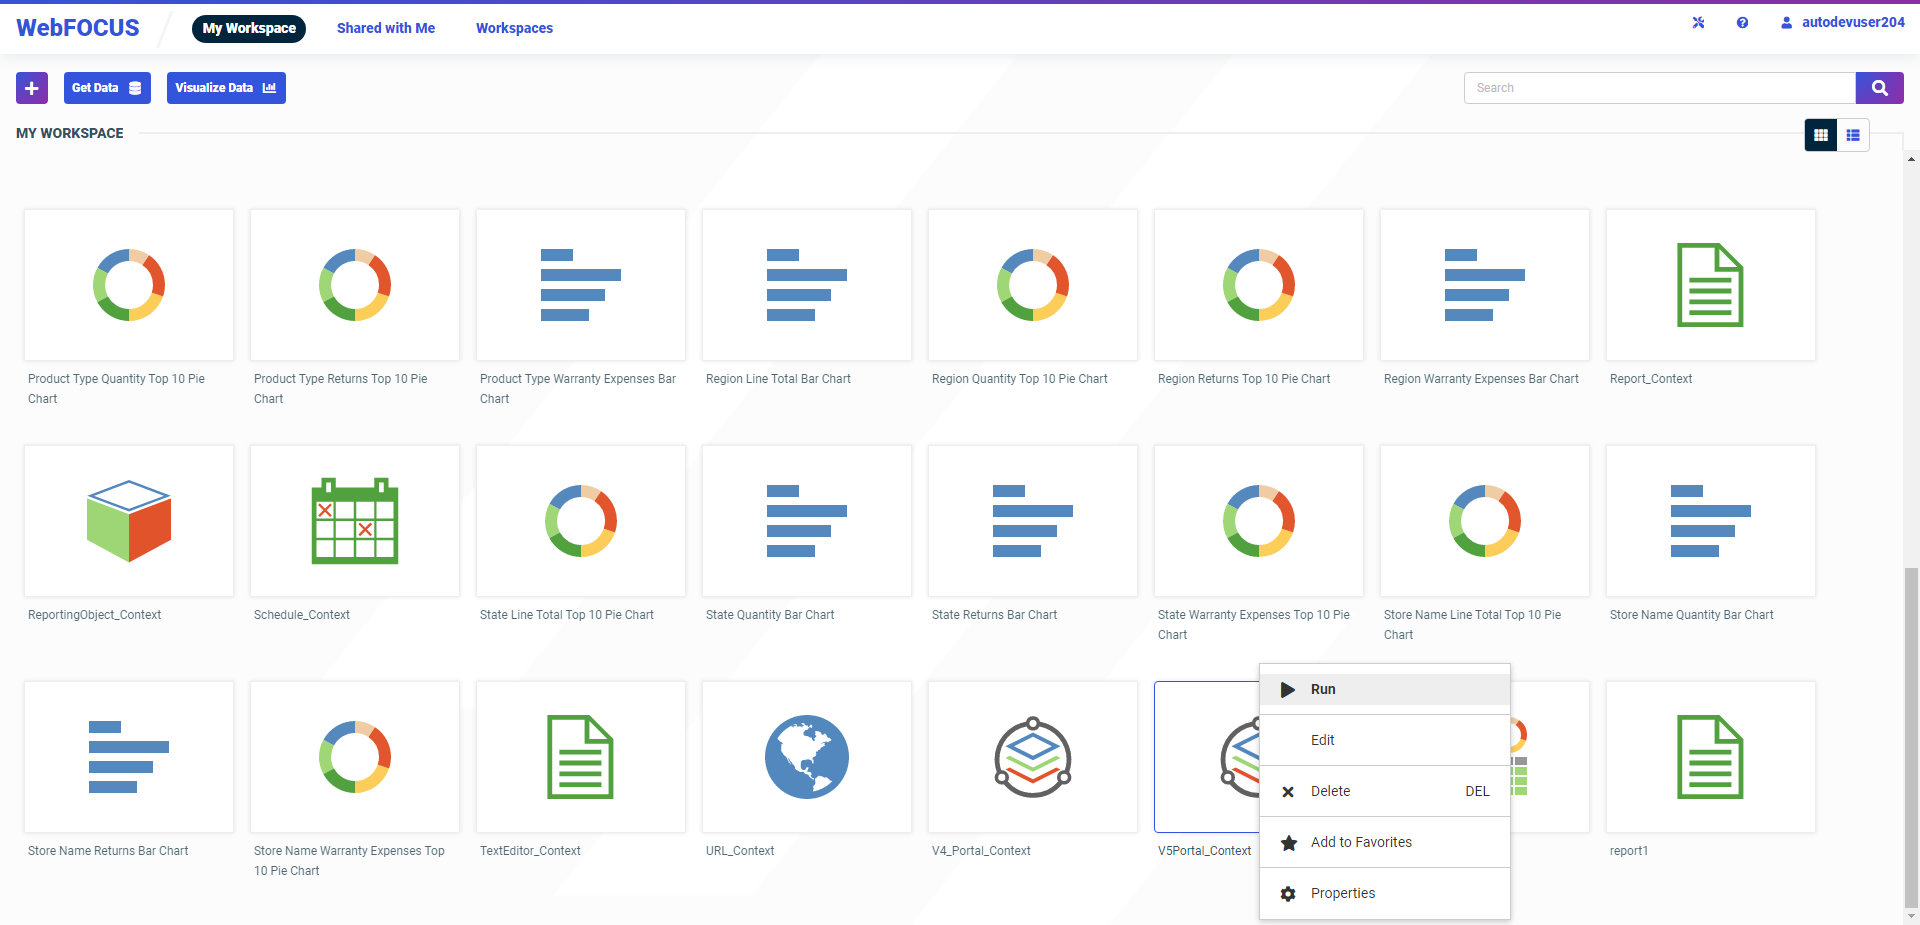 WebFOCUS
My Workspace
Shared with Me
Workspaces
autodevuser204
Get Data
Visualize Data
Search
MY WORKSPACE
Product Type Quantity Top 10 Pie
Chart
Product Type Returns Top 10 Pie
Chart
Product Type Warranty Expenses Bar
Chart
Region Line Total Bar Chart
Region Quantity Top 10 Pie Chart
Region Returns Top 10 Pie Chart
Region Warranty Expenses Bar Chart
Report_Context
ReportingObject_Context
Schedule_Context
State Line Total Top 10 Pie Chart
State Quantity Bar Chart
State Returns Bar Chart
State Warranty Expenses Top 10 Pie
Chart
Store Name Line Total Top 10 Pie
Chart
Store Name Quantity Bar Chart
Store Name Returns Bar Chart
Store Name Warranty Expenses Top
10 Pie Chart
TextEditor_Context
URL_Context
V4_Portal_Context
V5Portal_Context
report1
Run
Edit
Delete DEL
Add to Favorites
Properties